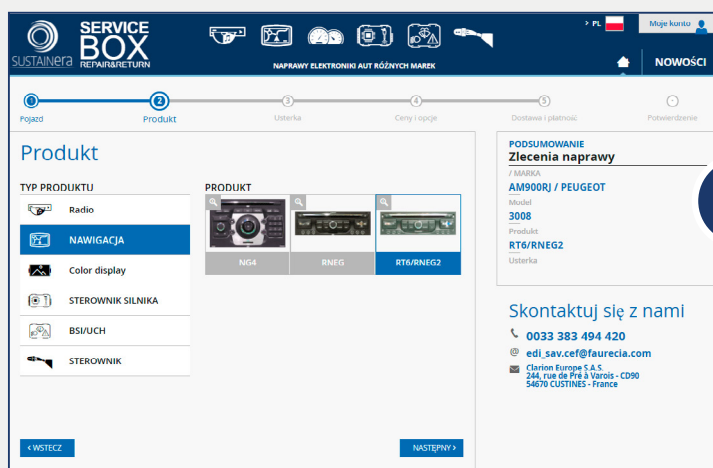 SUSTAINera
SERVICE
BOX
REPAIR&RETURN
NAPRAWY ELEKTRONIKI AUT RÓŻNYCH MAREK
> PL
Moje konto
NOWOŚCI
1
2
3
4
5
Pojazd
Produkt
Usterka
Ceny i opcje
Dostawa i płatność
Potwierdzenie
Produkt
TYP PRODUKTU
Radio
NAWIGACJA
Color display
STEROWNIK SILNIKA
BSI/UCH
STEROWNIK
PRODUKT
NG4
RNEG
RT6/RNEG2
< WSTECZ
NASTĘPNY >
PODSUMOWANIE
Zlecenia naprawy
/ MARKA
AM900RJ / PEUGEOT
Model
3008
Produkt
RT6/RNEG2
Usterka
Skontaktuj się z nami
0033 383 494 420
@ edi_sav.cef@faurecia.com
Clarion Europe S.A.S.
244, rue de Pré à Varois - CD90
54670 CUSTINES - France